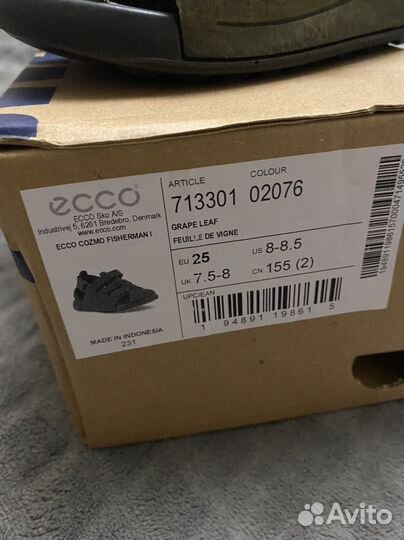 ecco
ECCO Sko A/S
Industrivej 5, 6261 Bredebro, Denmark
www.ecco.com
ECCO COZMO FISHERMAN I
MADE IN INDONESIA
231
ARTICLE COLOUR
713301 02076
GRAPE LEAF
FEUILLE DE VIGNE
EU 25 US 8-8.5
UK 7.5-8 CN 155 (2)
UPC/EAN
1 94891 19861 5
Avito